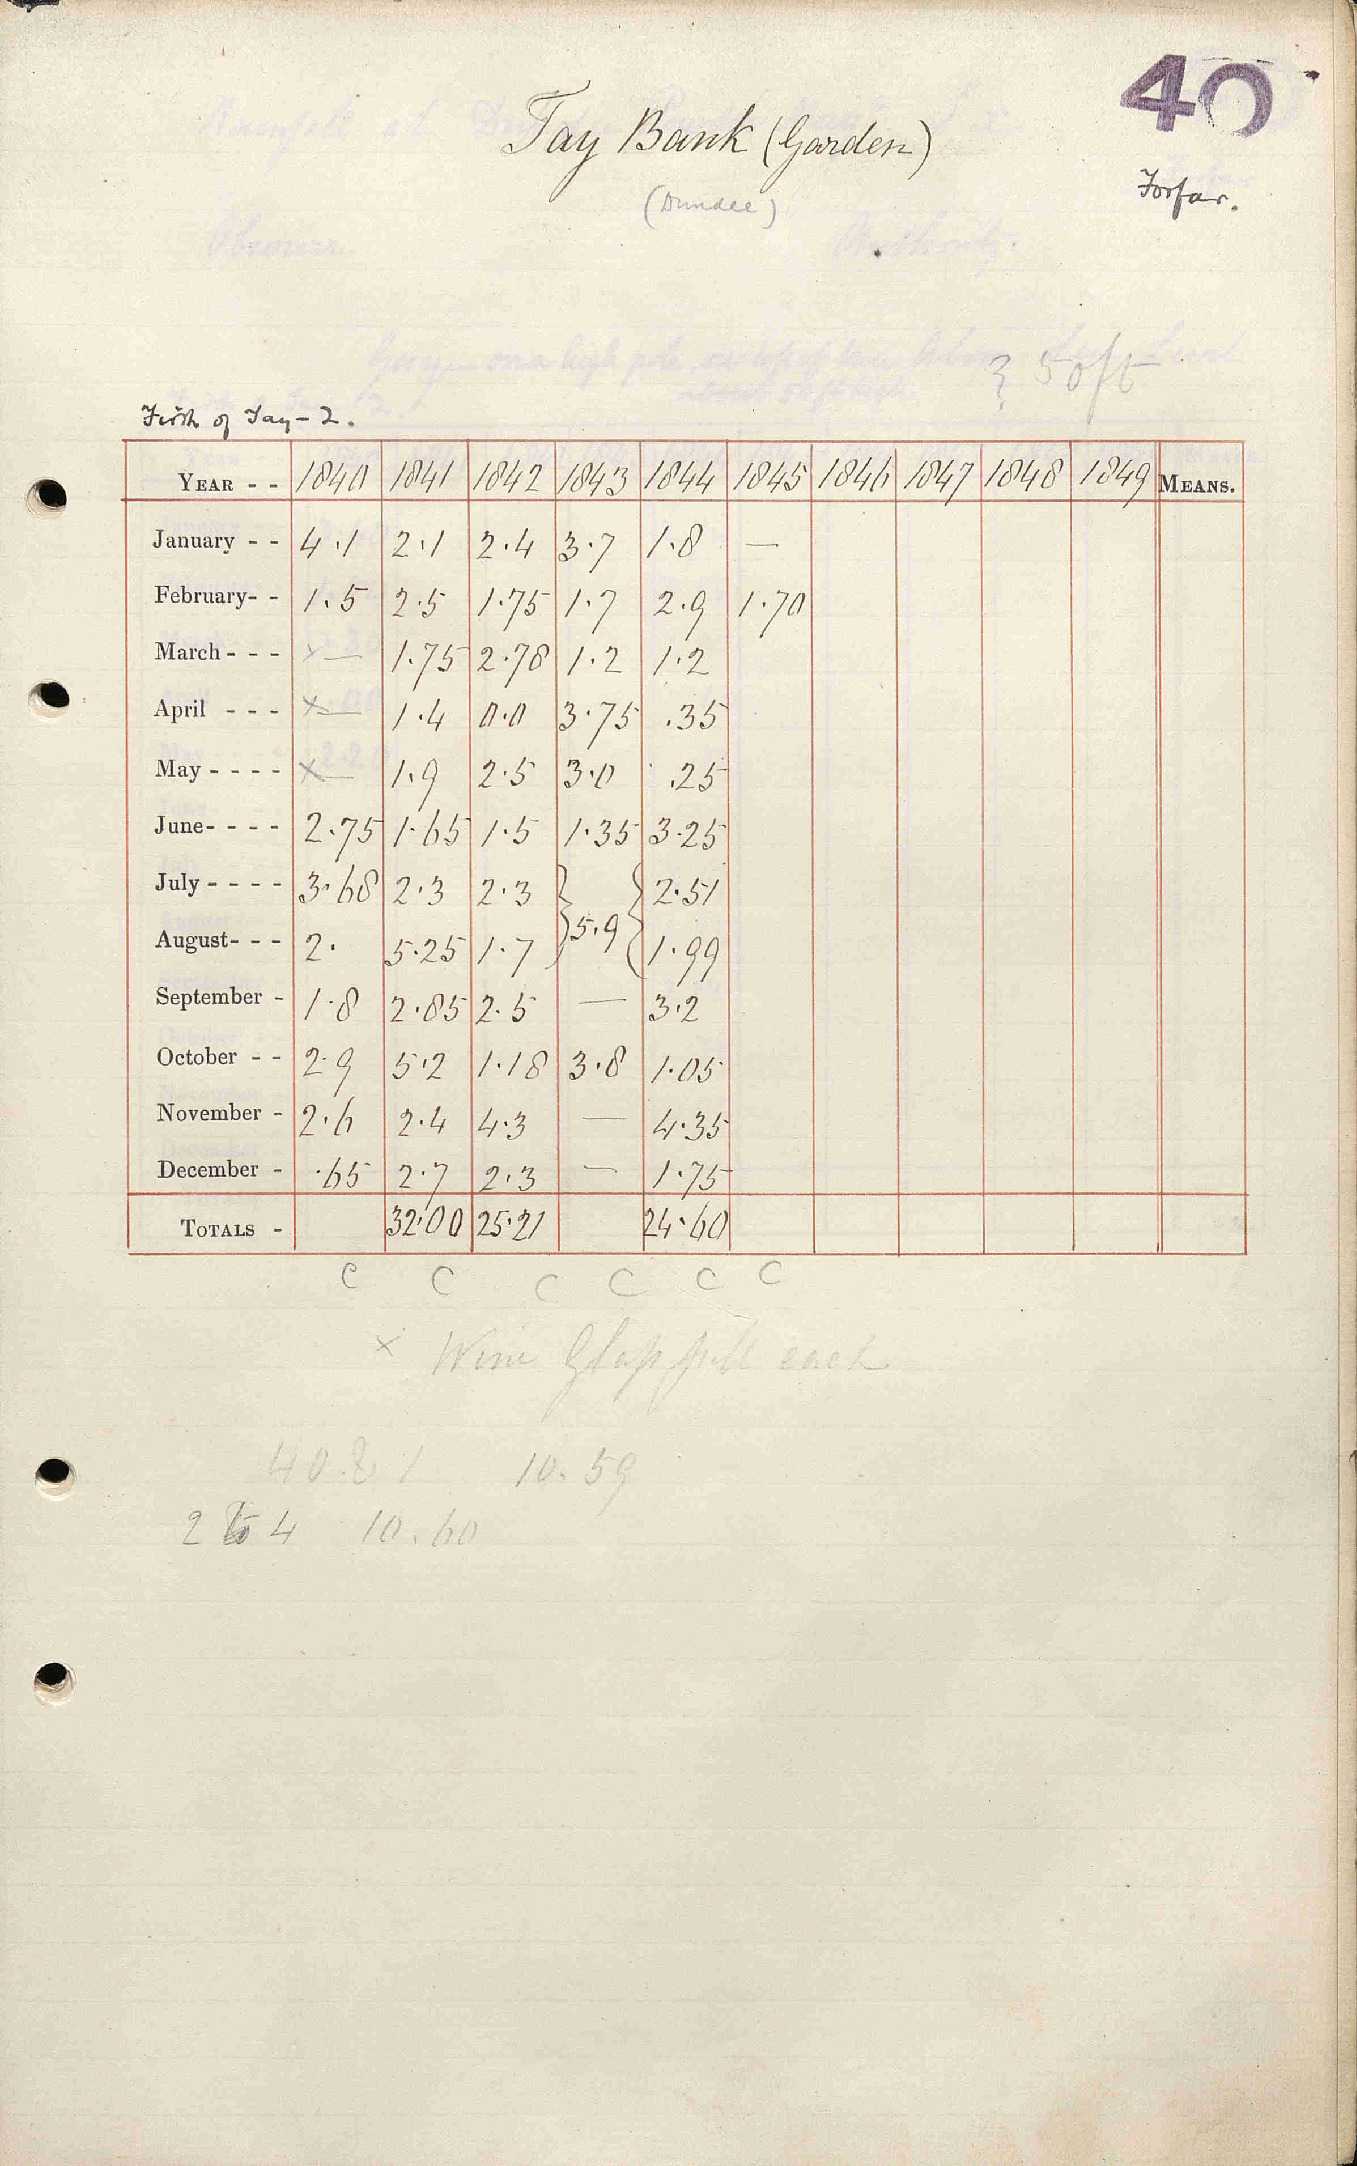 40
Tay Bank (Garden)
(Dundee)
Forfar.
? 50ft
Firth of Tay - 2.
YEAR - - 1840 1841 1842 1843 1844 1845 1846 1847 1848 1849 MEANS.
January - - 4.1 2.1 2.4 3.7 1.8 —
February- - 1.5 2.5 1.75 1.7 2.9 1.70
March - - - x — 1.75 2.78 1.2 1.2
April - - - x — 1.4 0.0 3.75 .35
May - - - - x — 1.9 2.5 3.0 .25
June- - - - 2.75 1.65 1.5 1.35 3.25
July - - - - 3.68 2.3 2.3 } { 2.51
August- - - 2. 5.25 1.7 } 5.9 { 1.99
September - 1.8 2.85 2.5 — 3.2
October - - 2.9 5.2 1.18 3.8 1.05
November - 2.6 2.4 4.3 — 4.35
December - .65 2.7 2.3 — 1.75
TOTALS - 32.00 25.21 24.60
C C C C C C
x Wine Glass full each
40 & 1 10.59
2 to 4 10.60